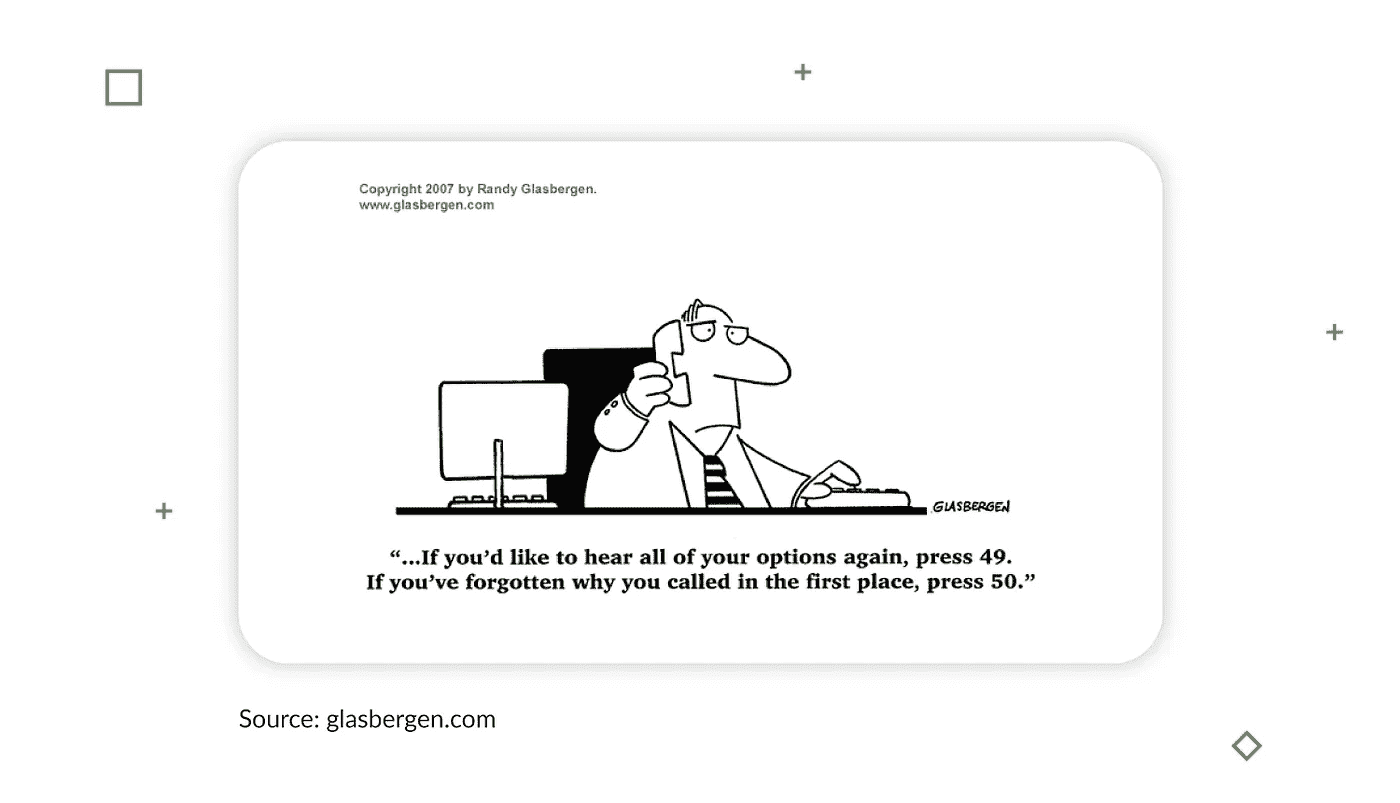 Copyright 2007 by Randy Glasbergen.
www.glasbergen.com
GLASBERGEN
“...If you’d like to hear all of your options again, press 49.
If you’ve forgotten why you called in the first place, press 50.”
Source: glasbergen.com